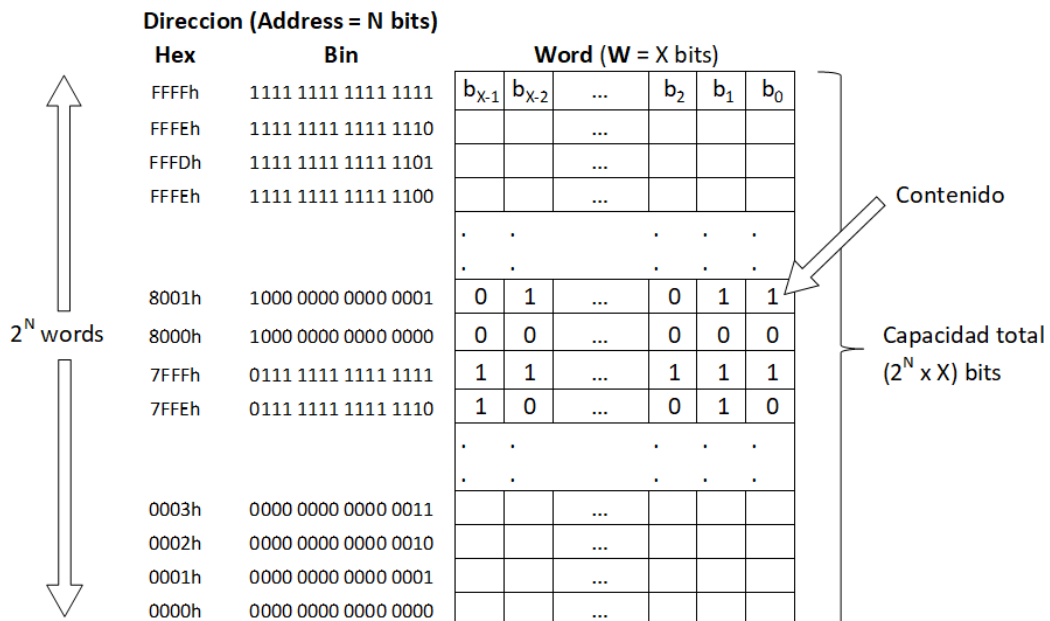 Direccion (Address = N bits)
Hex Bin Word (W = X bits)
FFFFh 1111 1111 1111 1111 bX-1 bX-2 ... b2 b1 b0
FFFEh 1111 1111 1111 1110 ...
FFFDh 1111 1111 1111 1101 ...
FFFEh 1111 1111 1111 1100 ...
Contenido
. . . . .
. . . . .
8001h 1000 0000 0000 0001 0 1 ... 0 1 1
2^N words
8000h 1000 0000 0000 0000 0 0 ... 0 0 0
Capacidad total
(2^N x X) bits
7FFFh 0111 1111 1111 1111 1 1 ... 1 1 1
7FFEh 0111 1111 1111 1110 1 0 ... 0 1 0
. . . . .
. . . . .
0003h 0000 0000 0000 0011 ...
0002h 0000 0000 0000 0010 ...
0001h 0000 0000 0000 0001 ...
0000h 0000 0000 0000 0000 ...